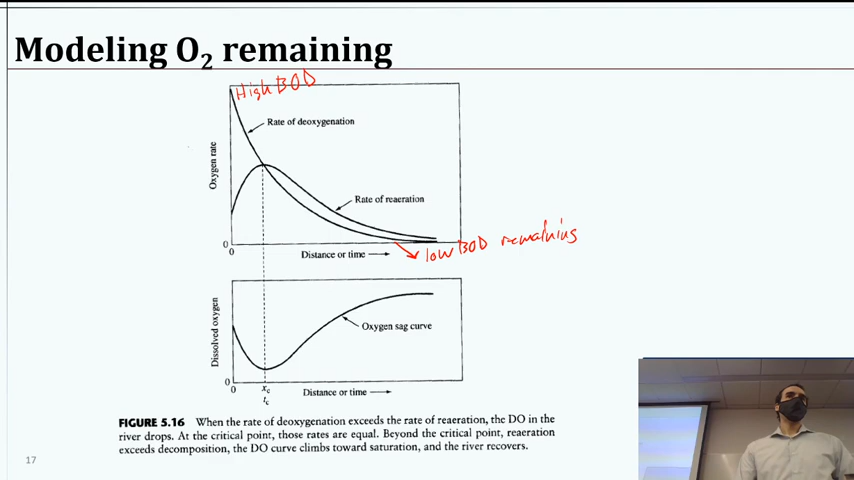 Modeling O₂ remaining
High BOD
Rate of deoxygenation
Oxygen rate
Rate of reaeration
0
0
Distance or time
low BOD remaining
Dissolved oxygen
Oxygen sag curve
0
0
xc
tc
Distance or time
FIGURE 5.16 When the rate of deoxygenation exceeds the rate of reaeration, the DO in the
river drops. At the critical point, those rates are equal. Beyond the critical point, reaeration
exceeds decomposition, the DO curve climbs toward saturation, and the river recovers.
17